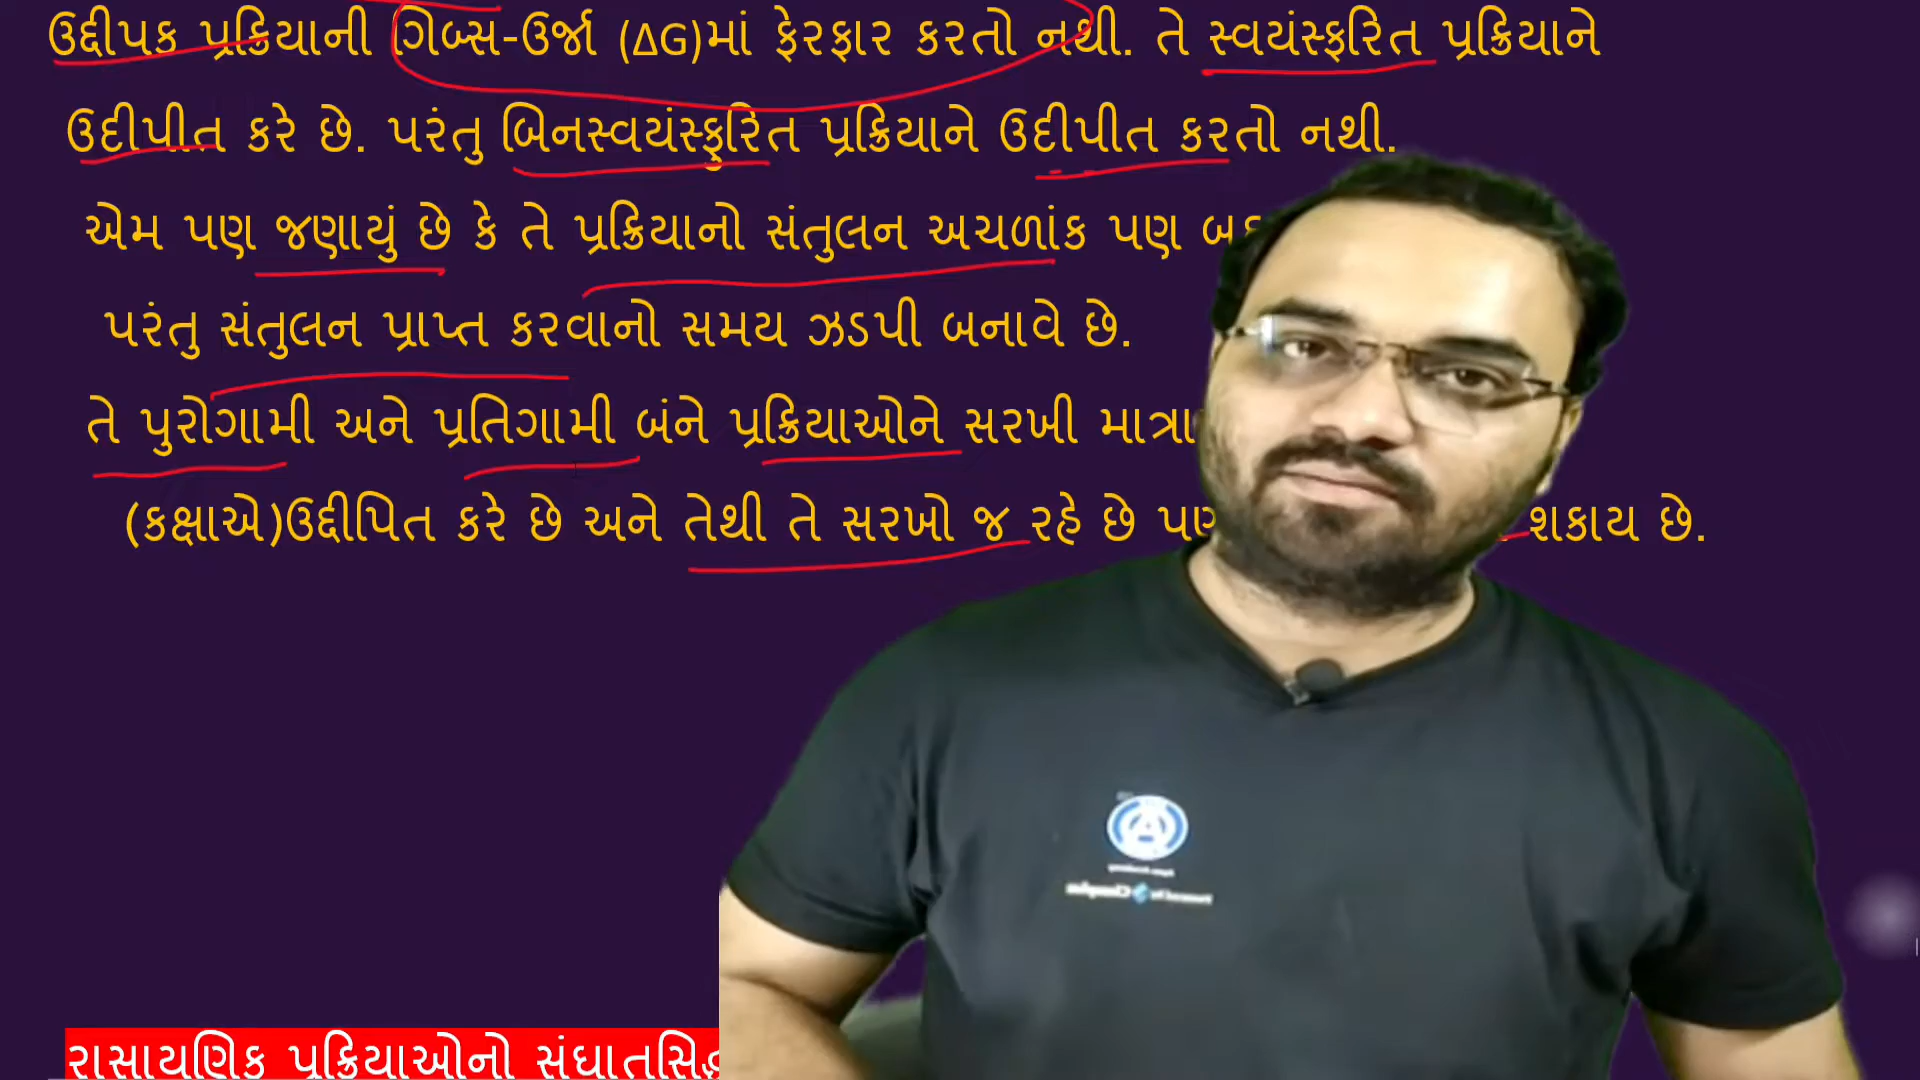 ઉદ્દીપક પ્રક્રિયાની ગિબ્સ-ઉર્જા (ΔG)માં ફેરફાર કરતો નથી. તે સ્વયંસ્ફરિત પ્રક્રિયાને
ઉદીપીત કરે છે. પરંતુ બિનસ્વયંસ્ફુરિત પ્રક્રિયાને ઉદીપીત કરતો નથી.
એમ પણ જણાયું છે કે તે પ્રક્રિયાનો સંતુલન અચળાંક પણ
પરંતુ સંતુલન પ્રાપ્ત કરવાનો સમય ઝડપી બનાવે છે.
તે પુરોગામી અને પ્રતિગામી બંને પ્રક્રિયાઓને સરખી
(કક્ષાએ)ઉદ્દીપિત કરે છે અને તેથી તે સરખો જ રહે છે શકાય છે.
રાસાયણિક પ્રક્રિયાઓનો